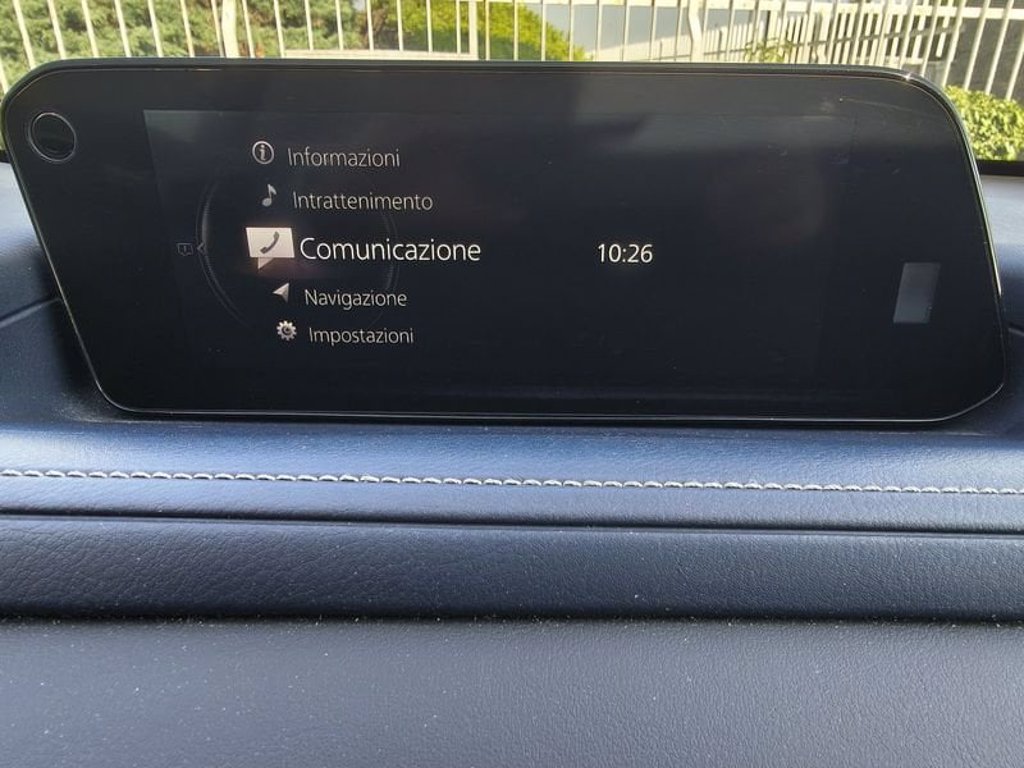 Informazioni
Intrattenimento
Comunicazione
10:26
Navigazione
Impostazioni